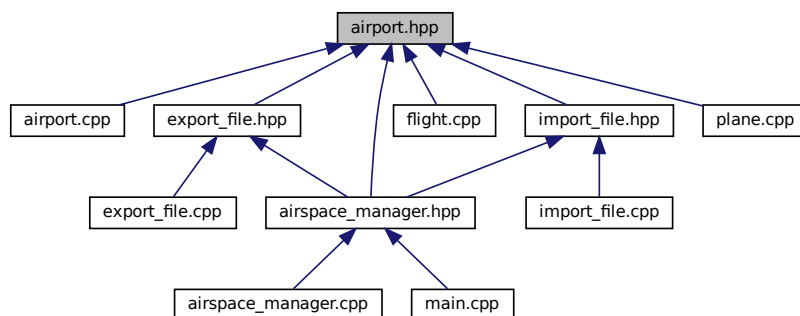 airport.hpp
airport.cpp
export_file.hpp
flight.cpp
import_file.hpp
plane.cpp
export_file.cpp
airspace_manager.hpp
import_file.cpp
airspace_manager.cpp
main.cpp